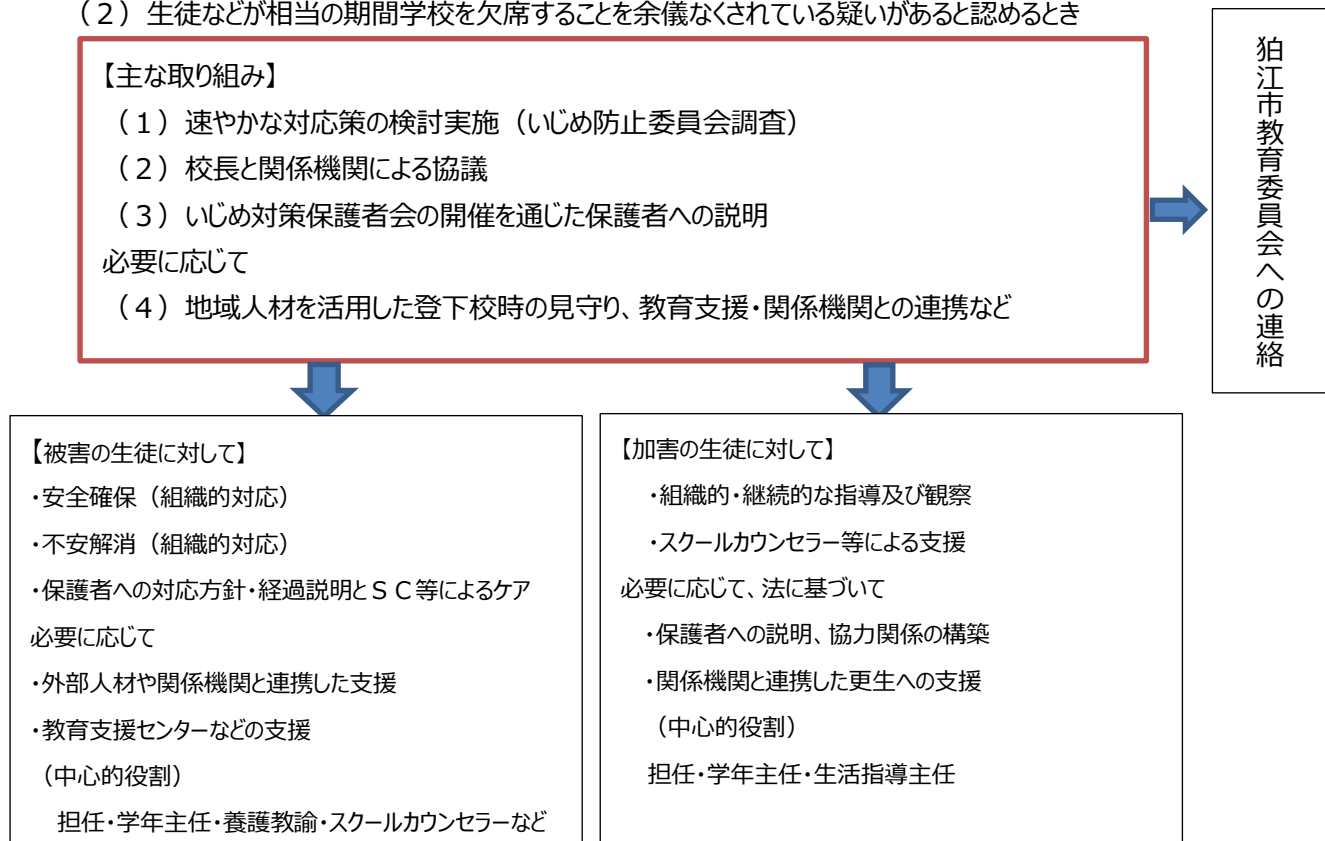 （２）生徒などが相当の期間学校を欠席することを余儀なくされている疑いがあると認めるとき
【主な取り組み】
（１）速やかな対応策の検討実施（いじめ防止委員会調査）
（２）校長と関係機関による協議
（３）いじめ対策保護者会の開催を通じた保護者への説明
必要に応じて
（４）地域人材を活用した登下校時の見守り、教育支援・関係機関との連携など
狛江市教育委員会への連絡
【被害の生徒に対して】
・安全確保（組織的対応）
・不安解消（組織的対応）
・保護者への対応方針・経過説明とＳＣ等によるケア
必要に応じて
・外部人材や関係機関と連携した支援
・教育支援センターなどの支援
（中心的役割）
担任・学年主任・養護教諭・スクールカウンセラーなど
【加害の生徒に対して】
・組織的・継続的な指導及び観察
・スクールカウンセラー等による支援
必要に応じて、法に基づいて
・保護者への説明、協力関係の構築
・関係機関と連携した更生への支援
（中心的役割）
担任・学年主任・生活指導主任